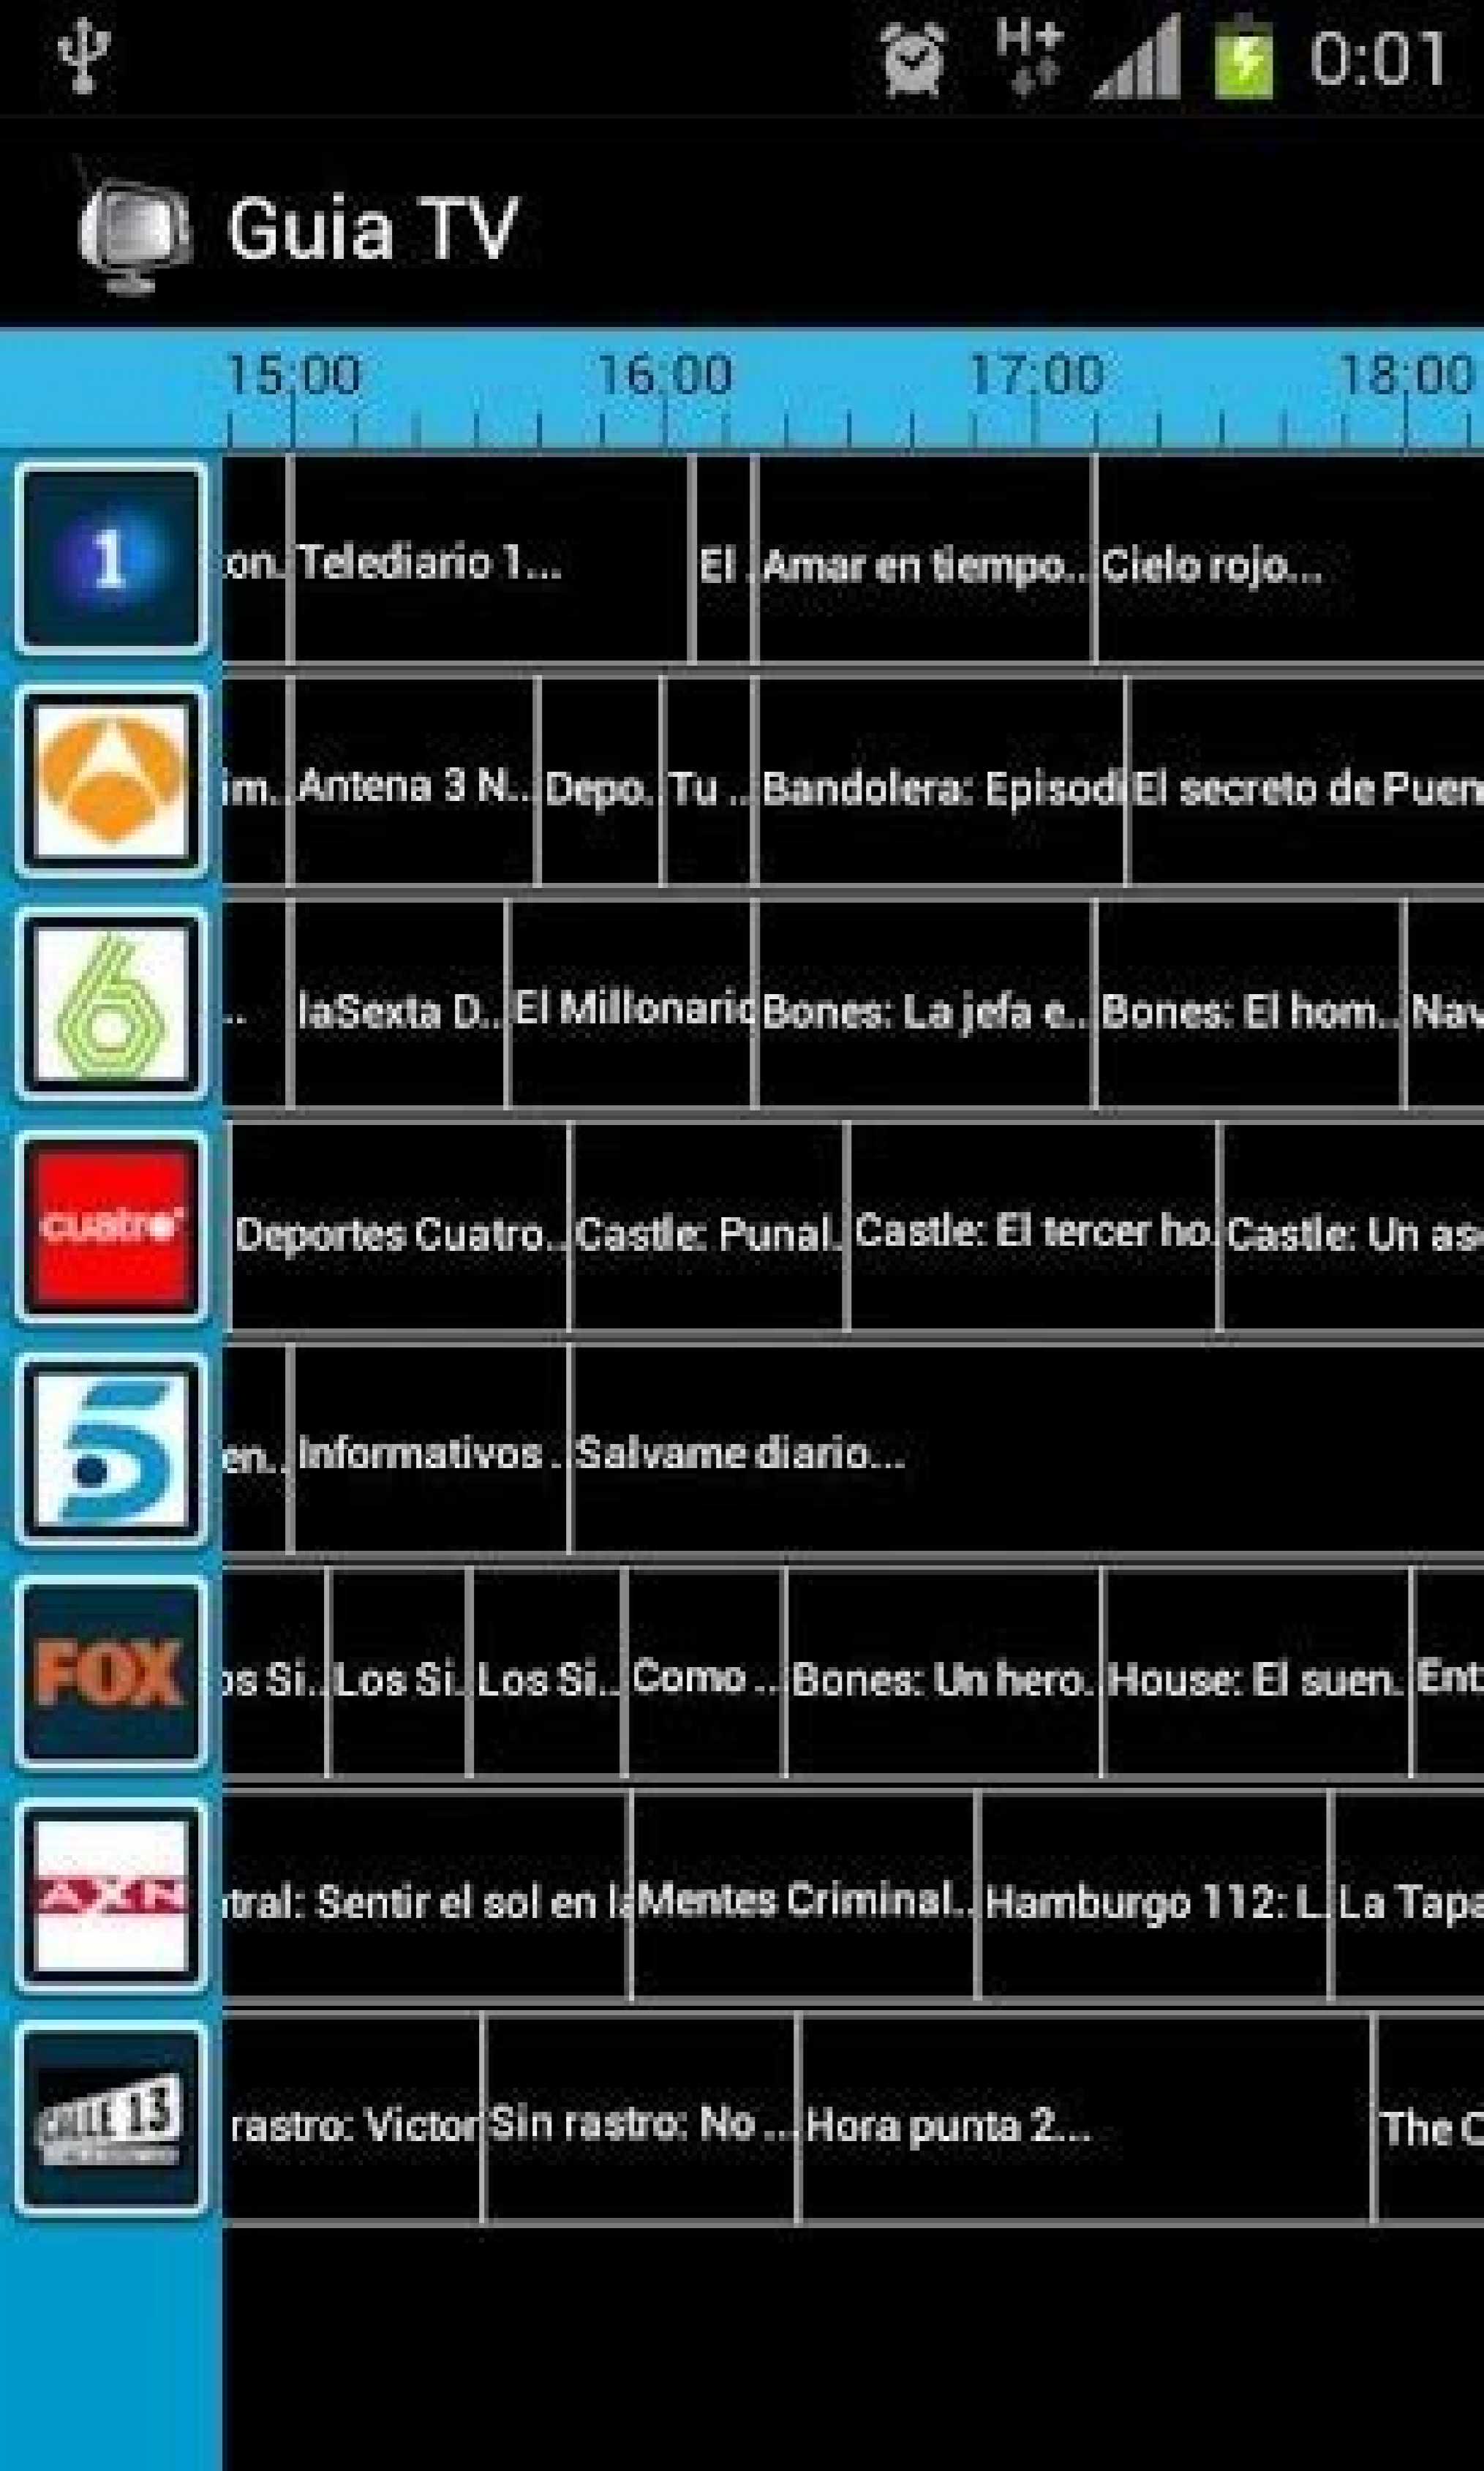 H+ 0:01
Guia TV
15:00 16:00 17:00 18:00
1 on.. Telediario 1... El . Amar en tiempo... Cielo rojo...
im.. Antena 3 N... Depo. Tu .. Bandolera: Episodi El secreto de Puen
6 .. laSexta D... El Millonario Bones: La jefa e... Bones: El hom... Nav
cuatro Deportes Cuatro... Castle: Punal. Castle: El tercer ho. Castle: Un as
5 en.. Informativos . Salvame diario...
FOX os Si.. Los Si. Los Si.. Como ... Bones: Un hero. House: El suen. Ent
AXN tral: Sentir el sol en la Mentes Criminal.. Hamburgo 112: L. La Tapa
CALLE 13 rastro: Victor Sin rastro: No ... Hora punta 2... The